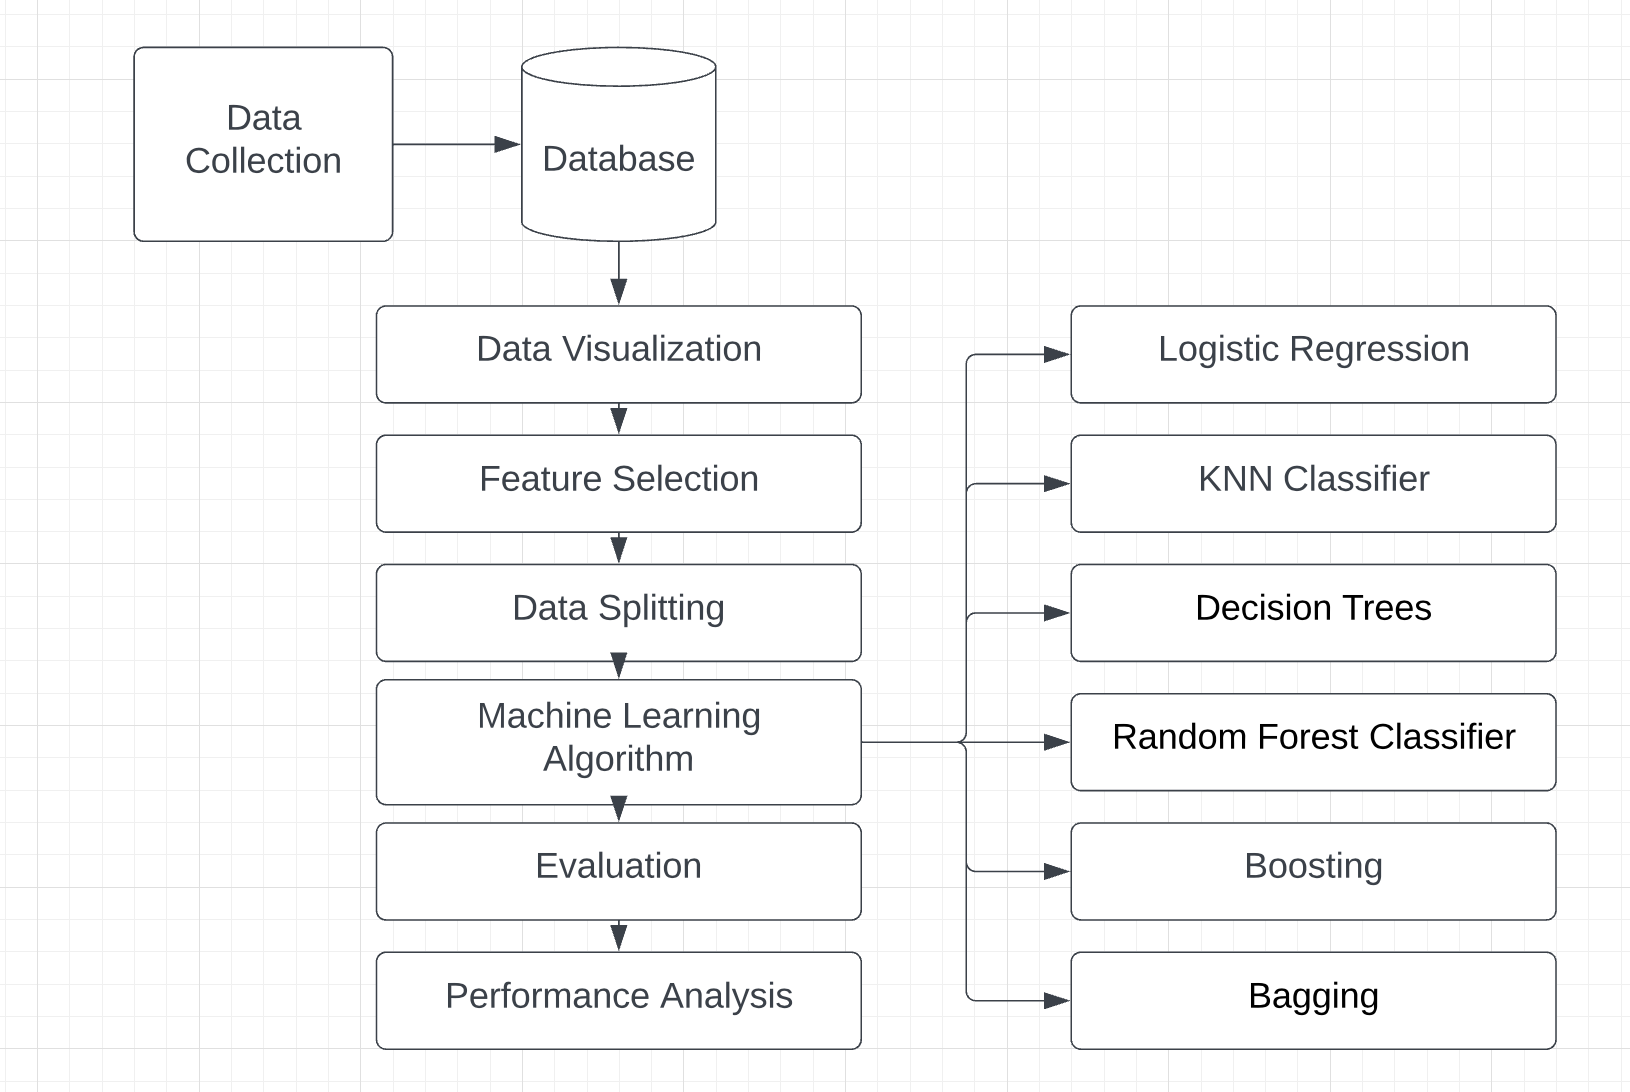 Data
Collection
Database
Data Visualization
Feature Selection
Data Splitting
Machine Learning
Algorithm
Evaluation
Performance Analysis
Logistic Regression
KNN Classifier
Decision Trees
Random Forest Classifier
Boosting
Bagging